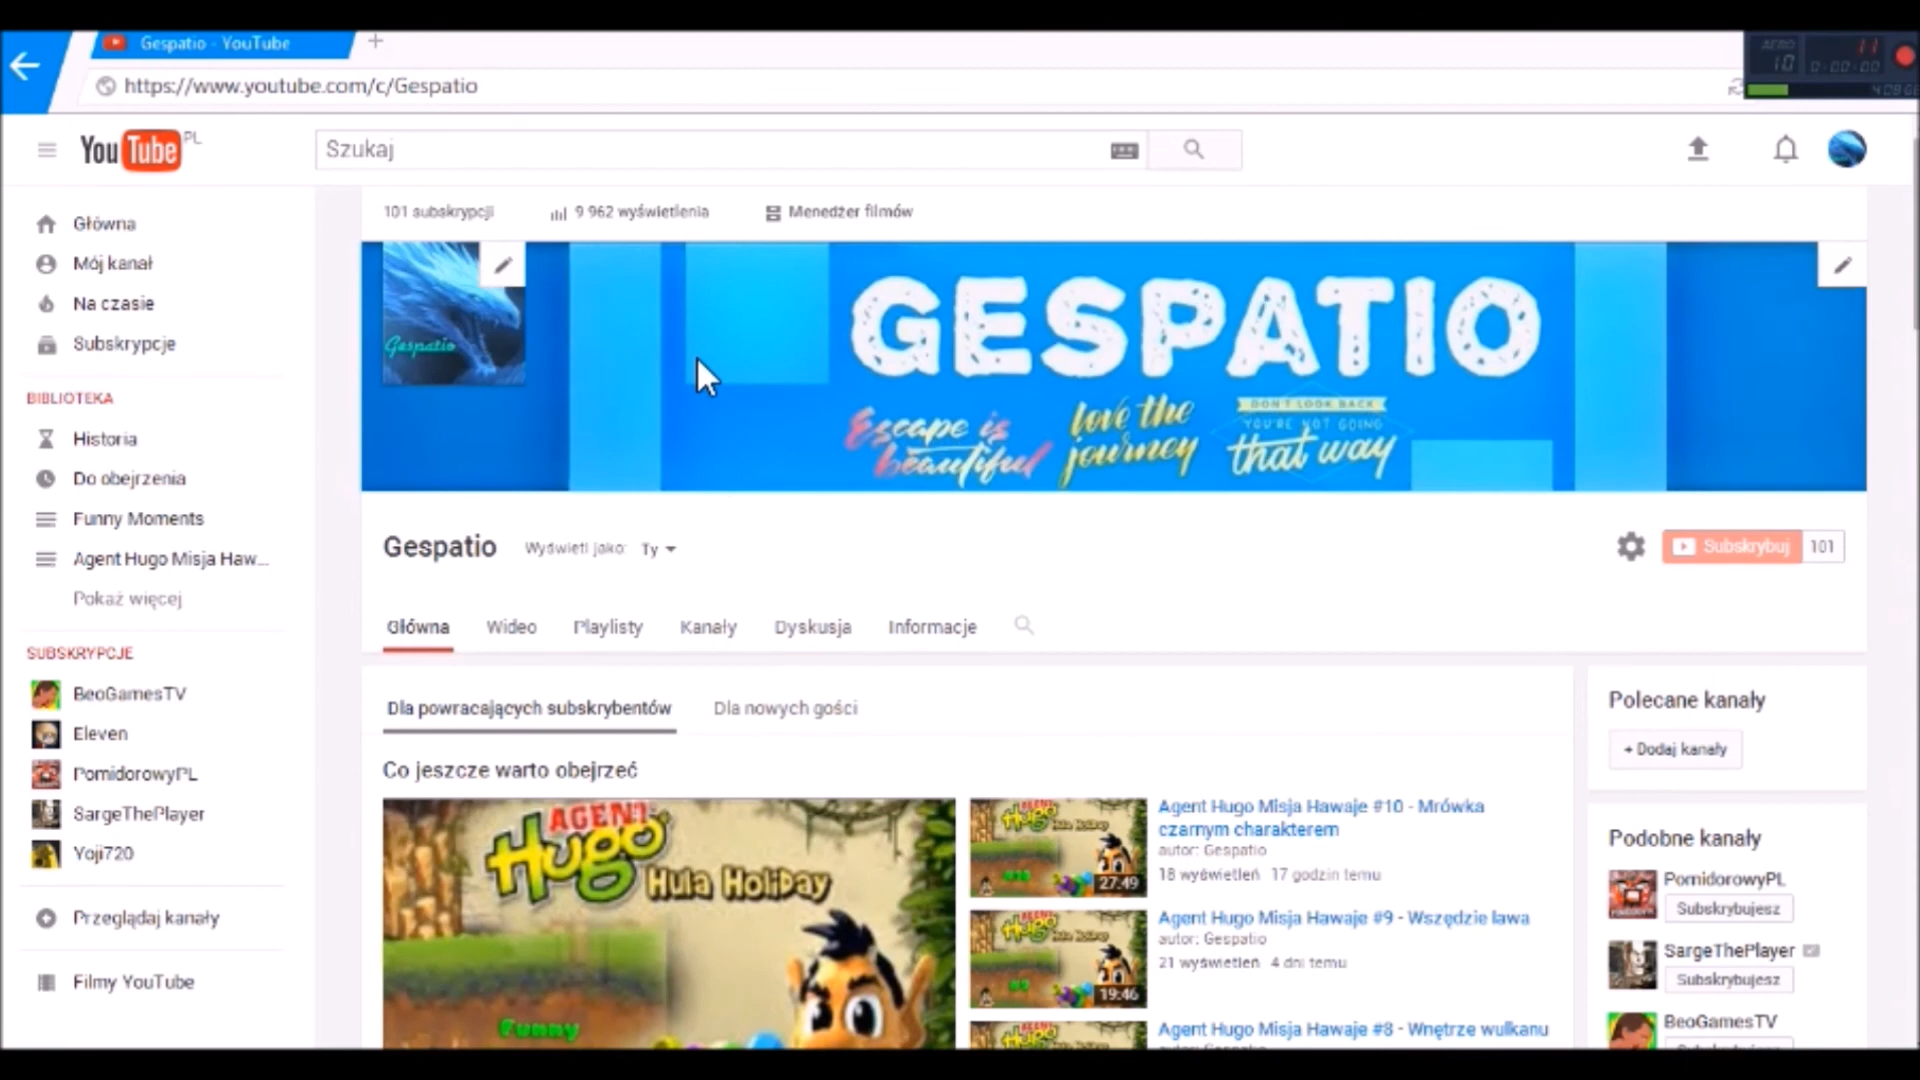 Gespatio - YouTube
https://www.youtube.com/c/Gespatio
YouTube PL
Szukaj
101 subskrypcji
9 962 wyświetlenia
Menedżer filmów
Główna
Mój kanał
Na czasie
Subskrypcje
BIBLIOTEKA
Historia
Do obejrzenia
Funny Moments
Agent Hugo Misja Haw...
Pokaż więcej
SUBSKRYPCJE
BeoGamesTV
Eleven
PomidorowyPL
SargeThePlayer
Yoji720
Przeglądaj kanały
Filmy YouTube
Gespatio
GESPATIO
Escape is
beautiful
love the
journey
DON'T LOOK BACK
YOU'RE NOT GOING
that way
Gespatio
Wyświetl jako: Ty
Subskrybuj 101
Główna
Wideo
Playlisty
Kanały
Dyskusja
Informacje
Dla powracających subskrybentów
Dla nowych gości
Co jeszcze warto obejrzeć
AGENT
Hugo
Hula Holiday
Funny
27:49
Agent Hugo Misja Hawaje #10 - Mrówka
czarnym charakterem
autor: Gespatio
18 wyświetleń 17 godzin temu
19:46
Agent Hugo Misja Hawaje #9 - Wszędzie lawa
autor: Gespatio
21 wyświetleń 4 dni temu
Agent Hugo Misja Hawaje #8 - Wnętrze wulkanu
Polecane kanały
+ Dodaj kanały
Podobne kanały
PomidorowyPL
Subskrybujesz
SargeThePlayer
Subskrybujesz
BeoGamesTV